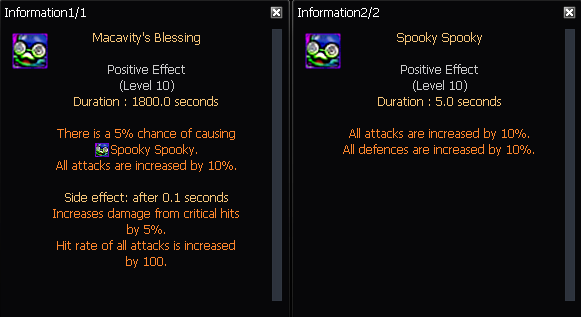 Information1/1
Macavity's Blessing
Positive Effect
(Level 10)
Duration : 1800.0 seconds
There is a 5% chance of causing
Spooky Spooky.
All attacks are increased by 10%.
Side effect: after 0.1 seconds
Increases damage from critical hits
by 5%.
Hit rate of all attacks is increased
by 100.
Information2/2
Spooky Spooky
Positive Effect
(Level 10)
Duration : 5.0 seconds
All attacks are increased by 10%.
All defences are increased by 10%.